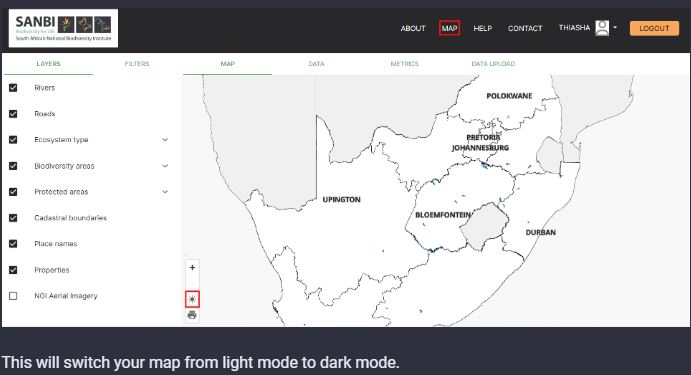 SANBI
Biodiversity for Life
South African National Biodiversity Institute
ABOUT
MAP
HELP
CONTACT
THIASHA
LOGOUT
LAYERS
FILTERS
MAP
DATA
METRICS
DATA UPLOAD
Rivers
Roads
Ecosystem type
Biodiversity areas
Protected areas
Cadastral boundaries
Place names
Properties
NGI Aerial Imagery
POLOKWANE
PRETORIA
JOHANNESBURG
UPINGTON
BLOEMFONTEIN
DURBAN
+
This will switch your map from light mode to dark mode.